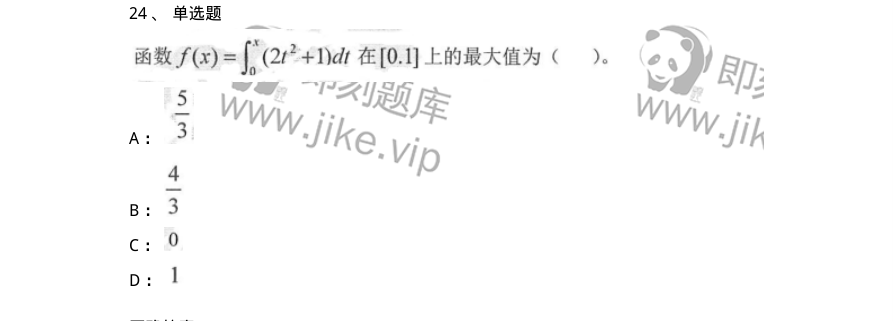 24 、 单选题
函数 f(x) = ∫₀ˣ (2t² +1)dt 在[0.1]上的最大值为（　　）。
即刻题库
www.jike.vip
即
www.jik
A： 5/3
B： 4/3
C： 0
D： 1